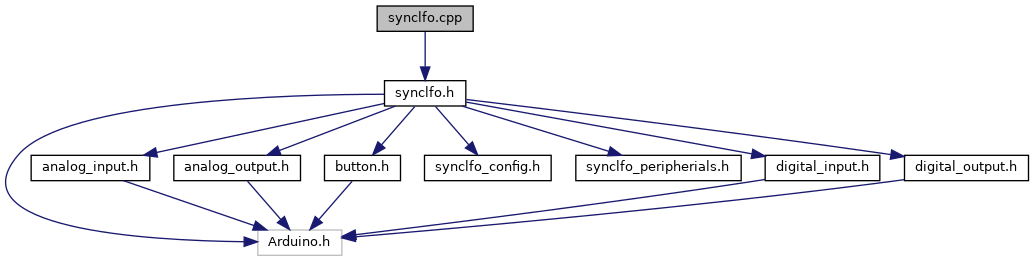 synclfo.cpp
synclfo.h
analog_input.h
analog_output.h
button.h
synclfo_config.h
synclfo_peripherials.h
digital_input.h
digital_output.h
Arduino.h